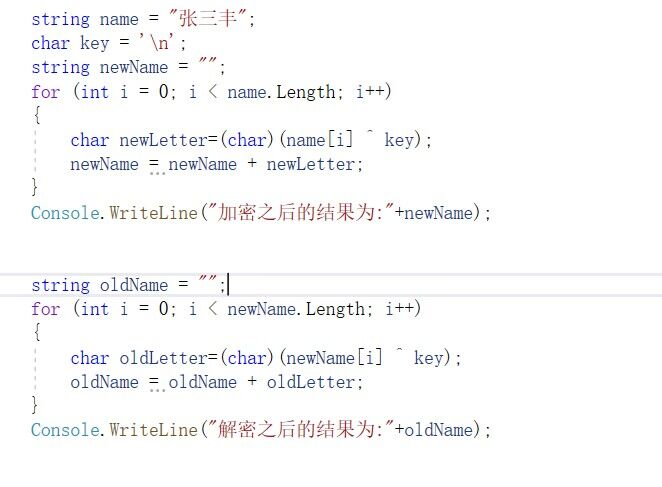 string name = "张三丰";
char key = '\n';
string newName = "";
for (int i = 0; i < name.Length; i++)
{
char newLetter=(char)(name[i] ^ key);
newName = newName + newLetter;
}
Console.WriteLine("加密之后的结果为:"+newName);
string oldName = "";
for (int i = 0; i < newName.Length; i++)
{
char oldLetter=(char)(newName[i] ^ key);
oldName = oldName + oldLetter;
}
Console.WriteLine("解密之后的结果为:"+oldName);